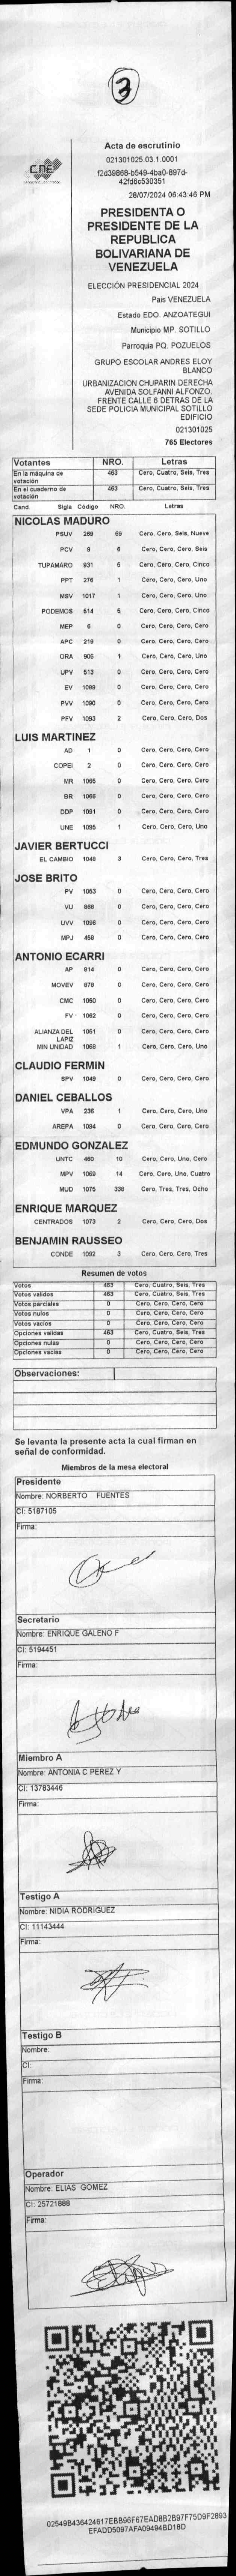 3
CNE
Acta de escrutinio
021301025.03.1.0001
f2d39868-b549-4ba0-897d-
42fd6c530351
28/07/2024 06:43:46 PM
PRESIDENTA O
PRESIDENTE DE LA
REPUBLICA
BOLIVARIANA DE
VENEZUELA
ELECCIÓN PRESIDENCIAL 2024
Pais VENEZUELA
Estado EDO. ANZOATEGUI
Municipio MP. SOTILLO
Parroquia PQ. POZUELOS
GRUPO ESCOLAR ANDRES ELOY
BLANCO
URBANIZACION CHUPARIN DERECHA
AVENIDA SOLFANNI ALFONZO.
FRENTE CALLE 6 DETRAS DE LA
SEDE POLICIA MUNICIPAL SOTILLO
EDIFICIO
021301025
765 Electores
Votantes NRO. Letras
En la máquina de votación 463 Cero, Cuatro, Seis, Tres
En el cuaderno de votación 463 Cero, Cuatro, Seis, Tres
Cand. Sigla Código NRO. Letras
NICOLAS MADURO
PSUV 269 69 Cero, Cero, Seis, Nueve
PCV 9 6 Cero, Cero, Cero, Seis
TUPAMARO 931 5 Cero, Cero, Cero, Cinco
PPT 276 1 Cero, Cero, Cero, Uno
MSV 1017 1 Cero, Cero, Cero, Uno
PODEMOS 514 5 Cero, Cero, Cero, Cinco
MEP 6 0 Cero, Cero, Cero, Cero
APC 219 0 Cero, Cero, Cero, Cero
ORA 906 1 Cero, Cero, Cero, Uno
UPV 513 0 Cero, Cero, Cero, Cero
EV 1089 0 Cero, Cero, Cero, Cero
PVV 1090 0 Cero, Cero, Cero, Cero
PFV 1093 2 Cero, Cero, Cero, Dos
LUIS MARTINEZ
AD 1 0 Cero, Cero, Cero, Cero
COPEI 2 0 Cero, Cero, Cero, Cero
MR 1065 0 Cero, Cero, Cero, Cero
BR 1066 0 Cero, Cero, Cero, Cero
DDP 1091 0 Cero, Cero, Cero, Cero
UNE 1095 1 Cero, Cero, Cero, Uno
JAVIER BERTUCCI
EL CAMBIO 1048 3 Cero, Cero, Cero, Tres
JOSE BRITO
PV 1053 0 Cero, Cero, Cero, Cero
VU 868 0 Cero, Cero, Cero, Cero
UVV 1096 0 Cero, Cero, Cero, Cero
MPJ 458 0 Cero, Cero, Cero, Cero
ANTONIO ECARRI
AP 914 0 Cero, Cero, Cero, Cero
MOVEV 878 0 Cero, Cero, Cero, Cero
CMC 1050 0 Cero, Cero, Cero, Cero
FV 1062 0 Cero, Cero, Cero, Cero
ALIANZA DEL LAPIZ 1051 0 Cero, Cero, Cero, Cero
MIN UNIDAD 1068 1 Cero, Cero, Cero, Uno
CLAUDIO FERMIN
SPV 1049 0 Cero, Cero, Cero, Cero
DANIEL CEBALLOS
VPA 236 1 Cero, Cero, Cero, Uno
AREPA 1094 0 Cero, Cero, Cero, Cero
EDMUNDO GONZALEZ
UNTC 480 10 Cero, Cero, Uno, Cero
MPV 1069 14 Cero, Cero, Uno, Cuatro
MUD 1075 338 Cero, Tres, Tres, Ocho
ENRIQUE MARQUEZ
CENTRADOS 1073 2 Cero, Cero, Cero, Dos
BENJAMIN RAUSSEO
CONDE 1092 3 Cero, Cero, Cero, Tres
Resumen de votos
Votos 463 Cero, Cuatro, Seis, Tres
Votos validos 463 Cero, Cuatro, Seis, Tres
Votos parciales 0 Cero, Cero, Cero, Cero
Votos nulos 0 Cero, Cero, Cero, Cero
Votos vacios 0 Cero, Cero, Cero, Cero
Opciones validas 463 Cero, Cuatro, Seis, Tres
Opciones nulas 0 Cero, Cero, Cero, Cero
Opciones vacias 0 Cero, Cero, Cero, Cero
Observaciones:
Se levanta la presente acta la cual firman en
señal de conformidad.
Miembros de la mesa electoral
Presidente
Nombre: NORBERTO FUENTES
CI: 5187105
Firma:
Secretario
Nombre: ENRIQUE GALENO F
CI: 5194451
Firma:
Miembro A
Nombre: ANTONIA C PEREZ Y
CI: 13783446
Firma:
Testigo A
Nombre: NIDIA RODRIGUEZ
CI: 11143444
Firma:
Testigo B
Nombre:
CI:
Firma:
Operador
Nombre: ELIAS GOMEZ
CI: 25721888
Firma:
02549B436424617EBB96F67EAD8B2B97F75D9F2893
EFADD5097AFA09494BD18D